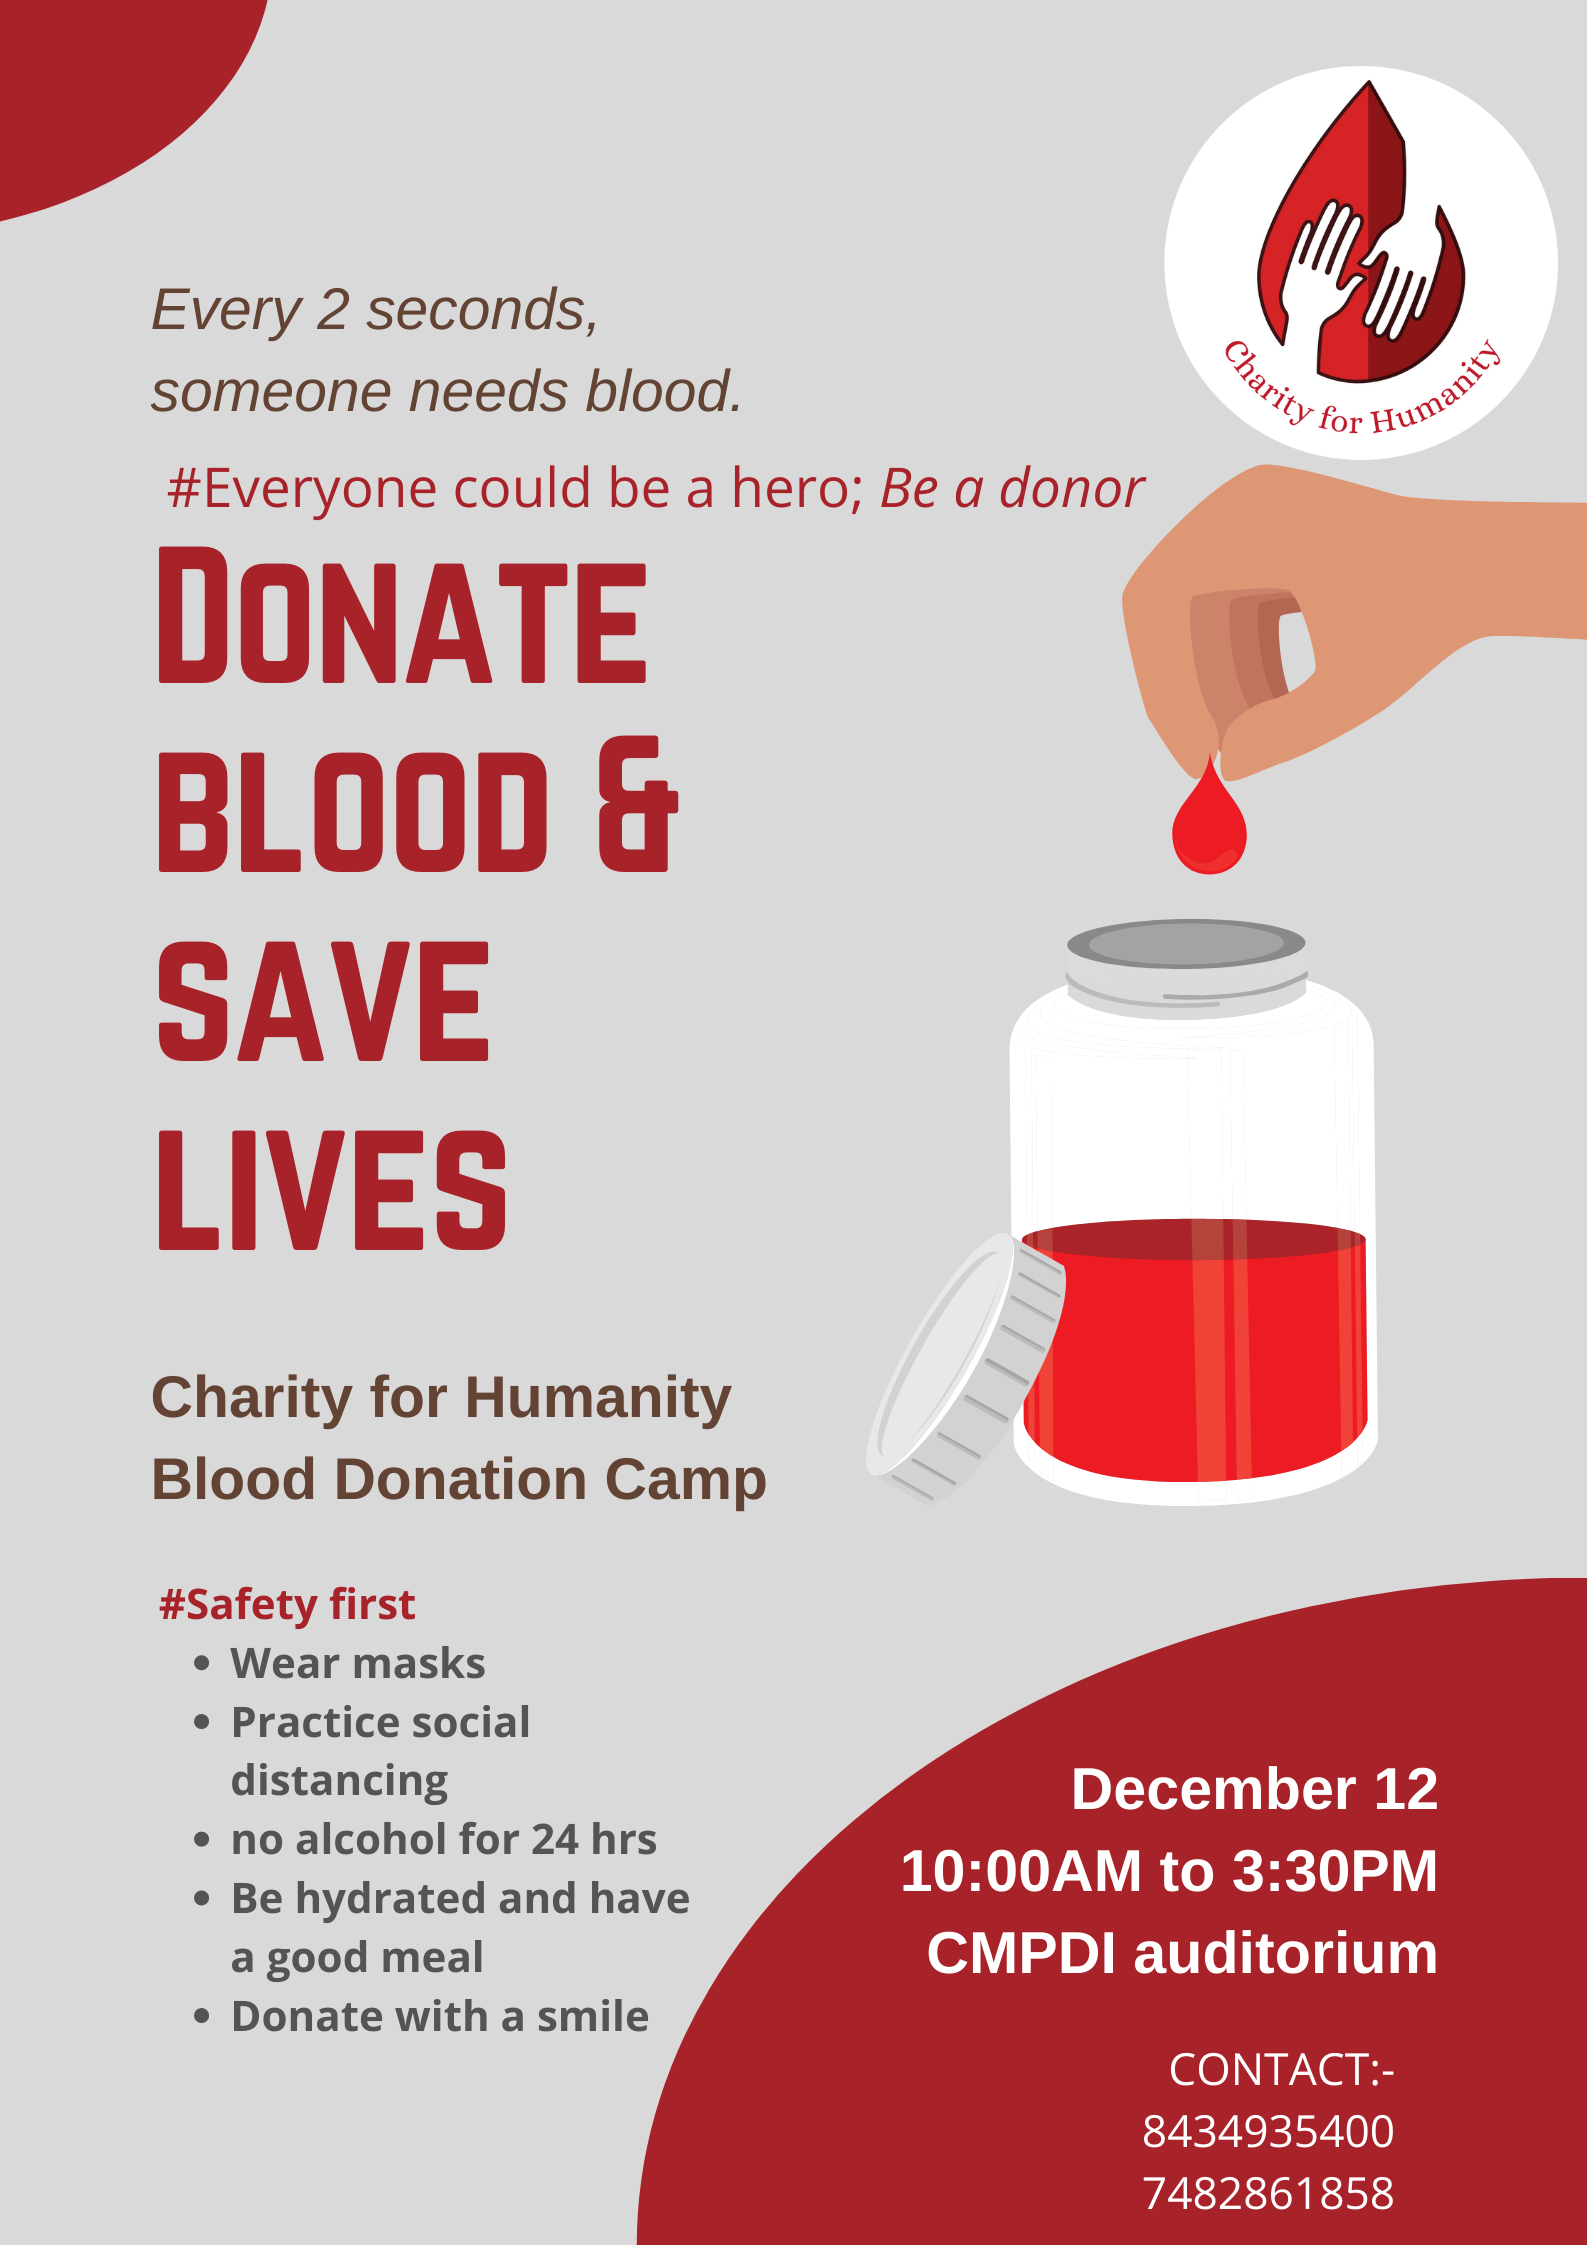 Charity for Humanity
Every 2 seconds,
someone needs blood.
#Everyone could be a hero; Be a donor
DONATE
BLOOD &
SAVE
LIVES
Charity for Humanity
Blood Donation Camp
#Safety first
• Wear masks
• Practice social
distancing
• no alcohol for 24 hrs
• Be hydrated and have
a good meal
• Donate with a smile
December 12
10:00AM to 3:30PM
CMPDI auditorium
CONTACT:-
8434935400
7482861858